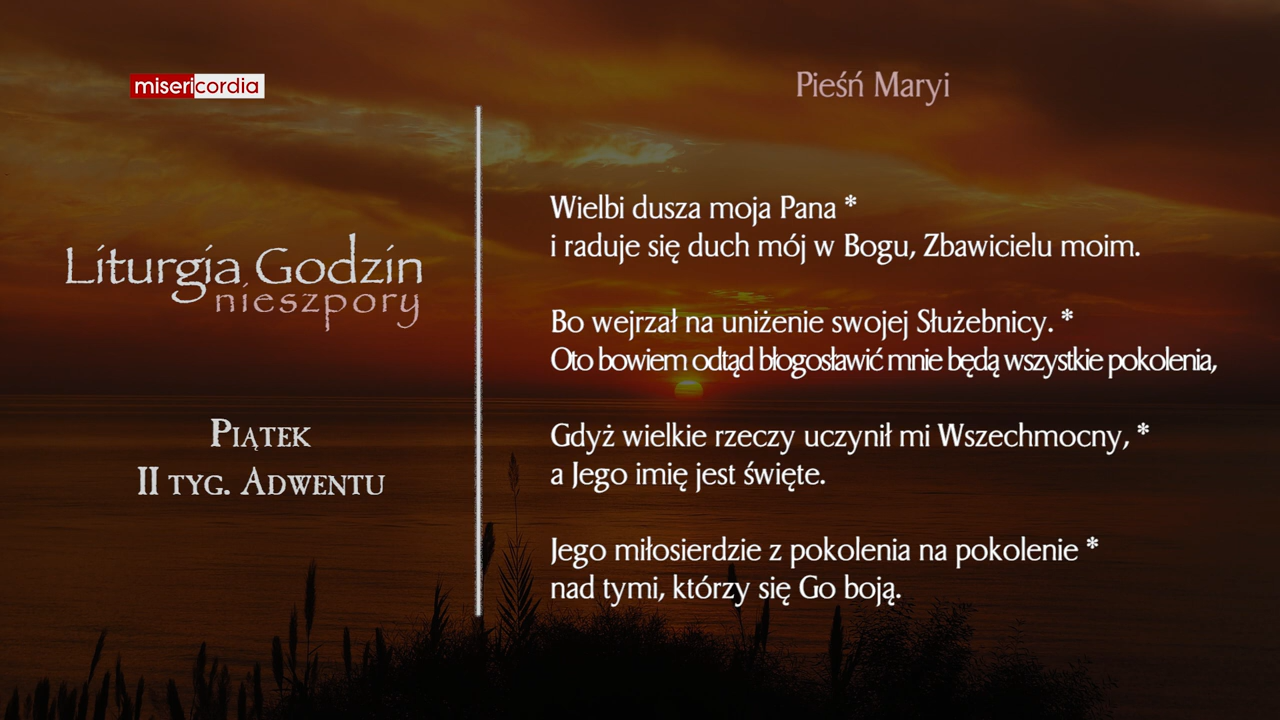 misericordia
Liturgia Godzin
nieszpory
Piątek
II tyg. Adwentu
Pieśń Maryi
Wielbi dusza moja Pana *
i raduje się duch mój w Bogu, Zbawicielu moim.
Bo wejrzał na uniżenie swojej Służebnicy. *
Oto bowiem odtąd błogosławić mnie będą wszystkie pokolenia,
Gdyż wielkie rzeczy uczynił mi Wszechmocny, *
a Jego imię jest święte.
Jego miłosierdzie z pokolenia na pokolenie *
nad tymi, którzy się Go boją.